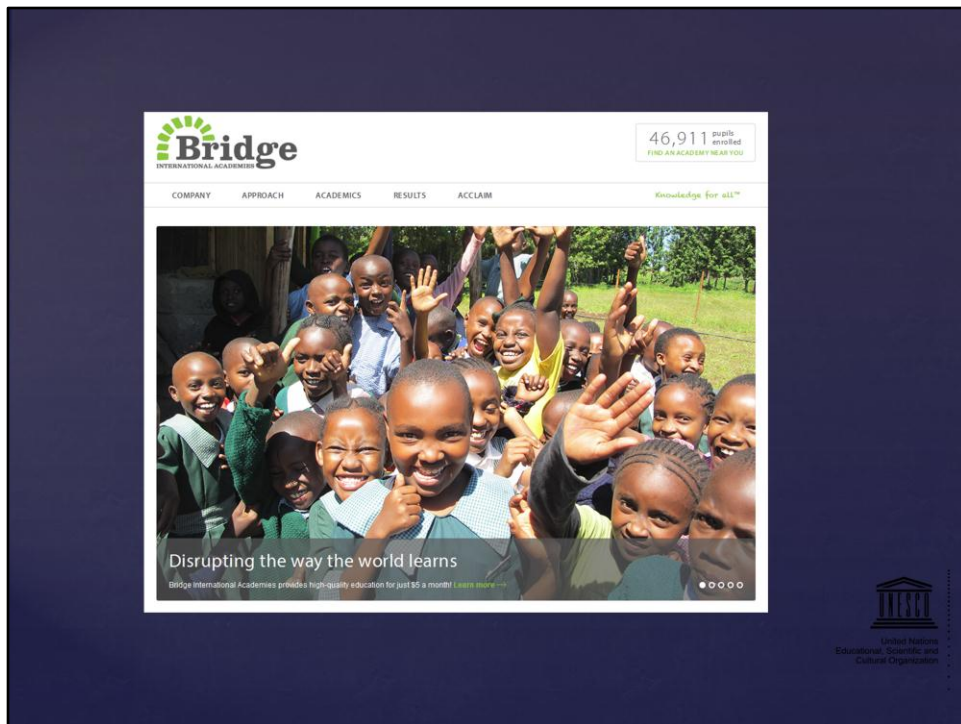 Bridge
INTERNATIONAL ACADEMIES
46,911 pupils enrolled
FIND AN ACADEMY NEAR YOU
COMPANY APPROACH ACADEMICS RESULTS ACCLAIM Knowledge for all™
Disrupting the way the world learns
Bridge International Academies provides high-quality education for just $5 a month! Learn more
UNESCO
United Nations
Educational, Scientific and
Cultural Organization